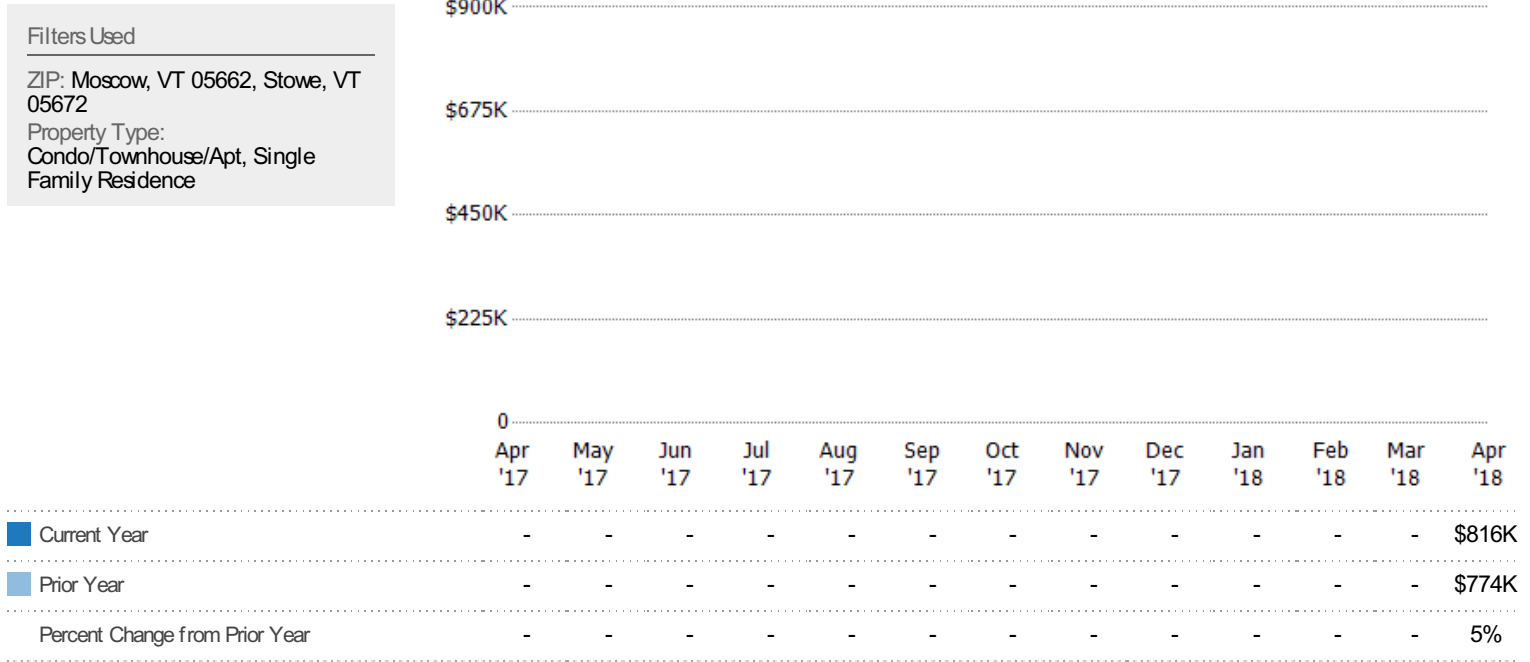 Filters Used
ZIP: Moscow, VT 05662, Stowe, VT
05672
Property Type:
Condo/Townhouse/Apt, Single
Family Residence
$900K
$675K
$450K
$225K
0
Apr May Jun Jul Aug Sep Oct Nov Dec Jan Feb Mar Apr
'17 '17 '17 '17 '17 '17 '17 '17 '17 '18 '18 '18 '18
Current Year - - - - - - - - - - - - $816K
Prior Year - - - - - - - - - - - - $774K
Percent Change from Prior Year - - - - - - - - - - - - 5%